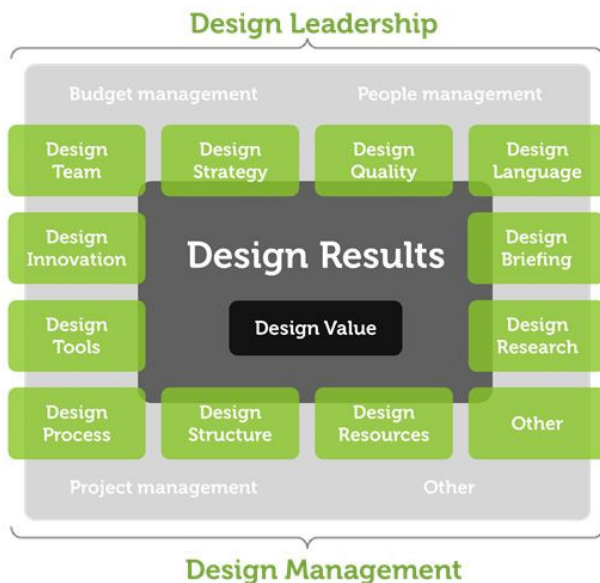 Design Leadership
Budget management People management
Design Team
Design Strategy
Design Quality
Design Language
Design Innovation
Design Results
Design Briefing
Design Value
Design Tools
Design Research
Design Process
Design Structure
Design Resources
Other
Project management Other
Design Management